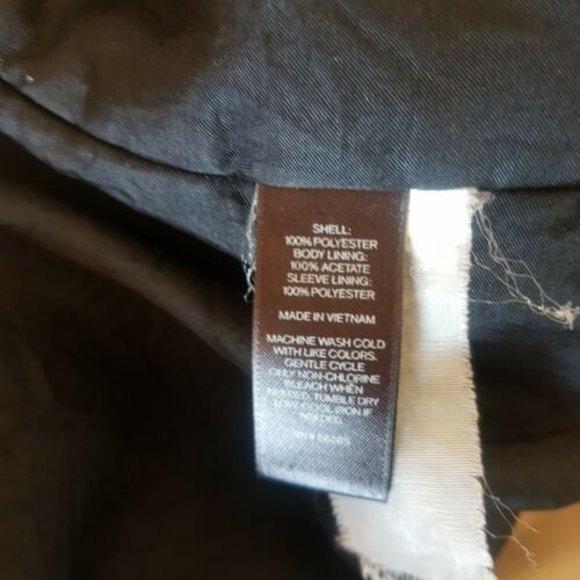 SHELL:
100% POLYESTER
BODY LINING:
100% ACETATE
SLEEVE LINING:
100% POLYESTER
MADE IN VIETNAM
MACHINE WASH COLD
WITH LIKE COLORS.
GENTLE CYCLE
ONLY NON-CHLORINE
BLEACH WHEN
NEEDED. TUMBLE DRY
LOW. COOL IRON IF
NEEDED.